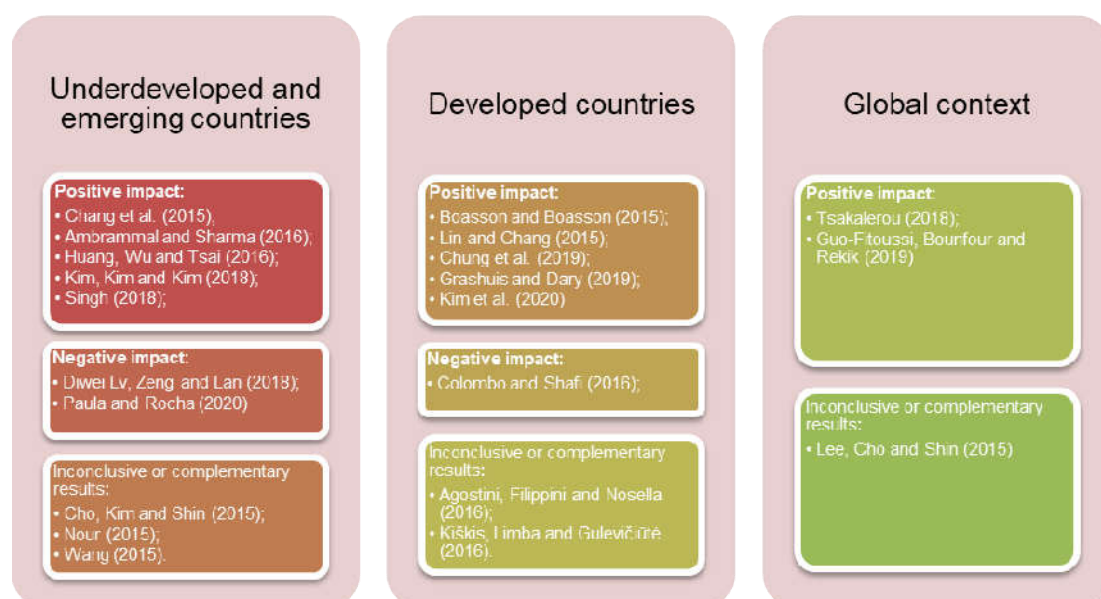 Underdeveloped and
emerging countries
Positive impact:
• Chang et al. (2015),
• Ambrammal and Sharma (2016);
• Huang, Wu and Tsai (2016);
• Kim, Kim and Kim (2018);
• Singh (2018);
Negative impact:
• Diwei Lv, Zeng and Lan (2018);
• Paula and Rocha (2020)
Inconclusive or complementary
results:
• Cho, Kim and Shin (2015);
• Nour (2015);
• Wang (2015).
Developed countries
Positive impact:
• Boasson and Boasson (2015);
• Lin and Chang (2015);
• Chung et al. (2019);
• Grashuis and Dary (2019);
• Kim et al. (2020)
Negative impact:
• Colombo and Shafi (2016);
Inconclusive or complementary
results:
• Agostini, Filippini and Nosella
(2016);
• Kiškis, Limba and Gulevičiūtė
(2016).
Global context
Positive impact:
• Tsakalerou (2018);
• Guo-Fitoussi, Bounfour and
Rekik (2019)
Inconclusive or complementary
results:
• Lee, Cho and Shin (2015)